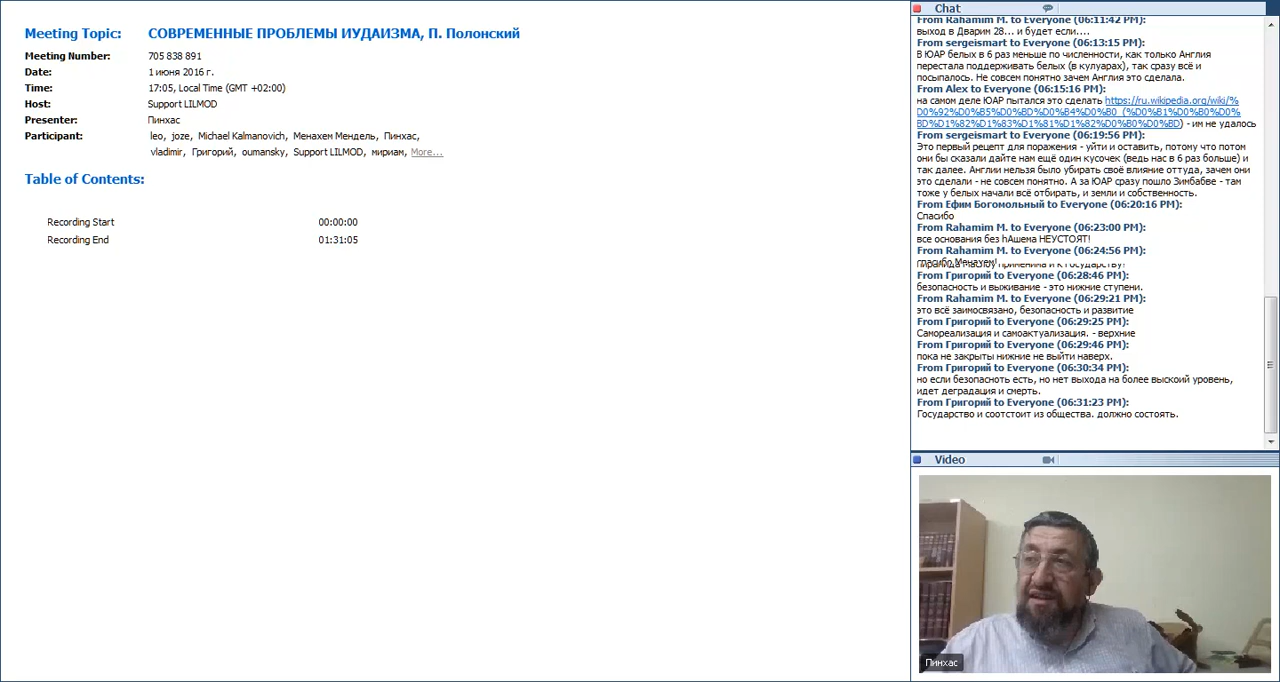 Meeting Topic: СОВРЕМЕННЫЕ ПРОБЛЕМЫ ИУДАИЗМА, П. Полонский
Meeting Number: 705 838 891
Date: 1 июня 2016 г.
Time: 17:05, Local Time (GMT +02:00)
Host: Support LILMOD
Presenter: Пинхас
Participant: leo, joze, Michael Kalmanovich, Менахем Мендель, Пинхас,
vladimir, Григорий, oumansky, Support LILMOD, мириам, More...
Table of Contents:
Recording Start 00:00:00
Recording End 01:31:05
Chat
From Rahamim M. to Everyone (06:11:42 PM):
выход в Дварим 28... и будет если....
From sergeismart to Everyone (06:13:15 PM):
В ЮАР белых в 6 раз меньше по численности, как только Англия
перестала поддерживать белых (в кулуарах), так сразу всё и
посыпалось. Не совсем понятно зачем Англия это сделала.
From Alex to Everyone (06:15:16 PM):
на самом деле ЮАР пытался это сделать https://ru.wikipedia.org/wiki/%
D0%92%D0%B5%D0%BD%D0%B4%D0%B0_(%D0%B1%D0%B0%D0%
BD%D1%82%D1%83%D1%81%D1%82%D0%B0%D0%BD) - им не удалось
From sergeismart to Everyone (06:19:56 PM):
Это первый рецепт для поражения - уйти и оставить, потому что потом
они бы сказали дайте нам ещё один кусочек (ведь нас в 6 раз больше) и
так далее. Англии нельзя было убирать своё влияние оттуда, зачем они
это сделали - не совсем понятно. А за ЮАР сразу пошло Зимбабве - там
тоже у белых начали всё отбирать, и земли и собственность.
From Ефим Богомольный to Everyone (06:20:16 PM):
Спасибо
From Rahamim M. to Everyone (06:23:00 PM):
все основания без hАшема НЕУСТОЯТ!
From Rahamim M. to Everyone (06:24:56 PM):
спасибо Менахем!
пирамида Маслоу применима и к государству!
From Григорий to Everyone (06:28:46 PM):
безопасность и выживание - это нижние ступени.
From Rahamim M. to Everyone (06:29:21 PM):
это всё заимосвязано, безопасность и развитие
From Григорий to Everyone (06:29:25 PM):
Самореализация и самоактуализация. - верхние
From Григорий to Everyone (06:29:46 PM):
пока не закрыты нижние не выйти наверх.
From Григорий to Everyone (06:30:34 PM):
но если безопасноть есть, но нет выхода на более выскоий уровень,
идет деградация и смерть.
From Григорий to Everyone (06:31:23 PM):
Государство и соотстоит из общества. должно состоять.
Video
Пинхас